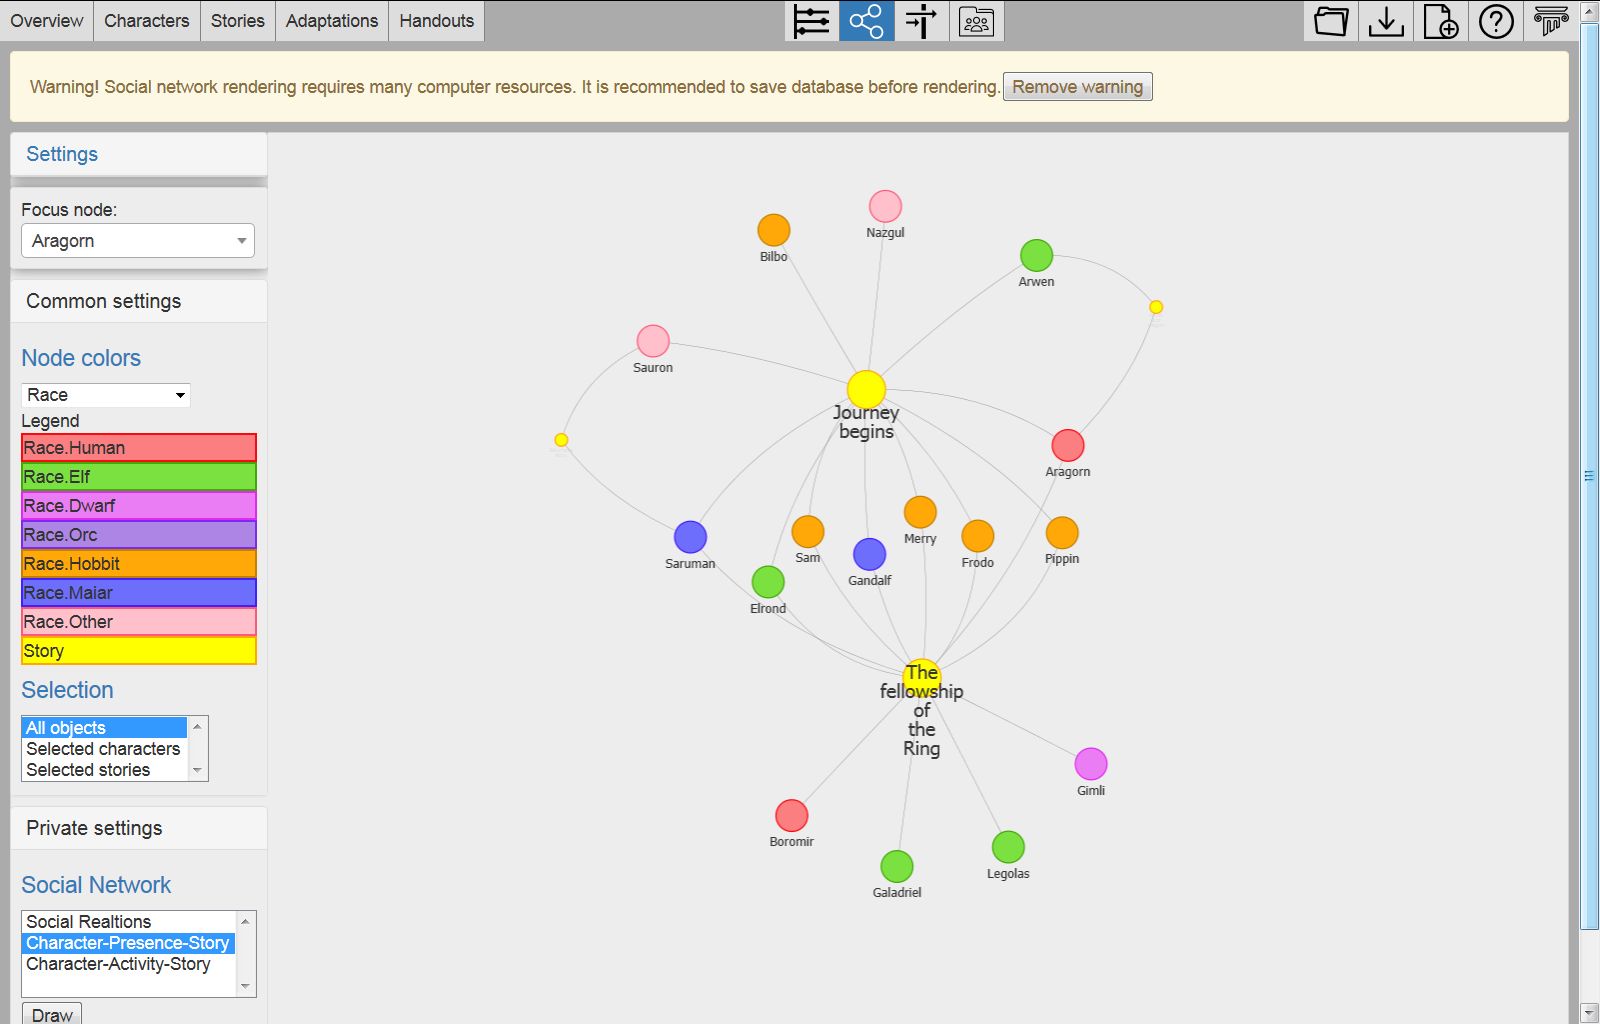 Overview Characters Stories Adaptations Handouts
Warning! Social network rendering requires many computer resources. It is recommended to save database before rendering. Remove warning
Settings
Focus node:
Aragorn
Common settings
Node colors
Race
Legend
Race.Human
Race.Elf
Race.Dwarf
Race.Orc
Race.Hobbit
Race.Maiar
Race.Other
Story
Selection
All objects
Selected characters
Selected stories
Private settings
Social Network
Social Realtions
Character-Presence-Story
Character-Activity-Story
Draw
Nazgul
Bilbo
Arwen
Sauron
Journey
begins
Aragorn
Merry
Sam
Frodo
Pippin
Saruman
Gandalf
Elrond
The
fellowship
of
the
Ring
Gimli
Boromir
Legolas
Galadriel